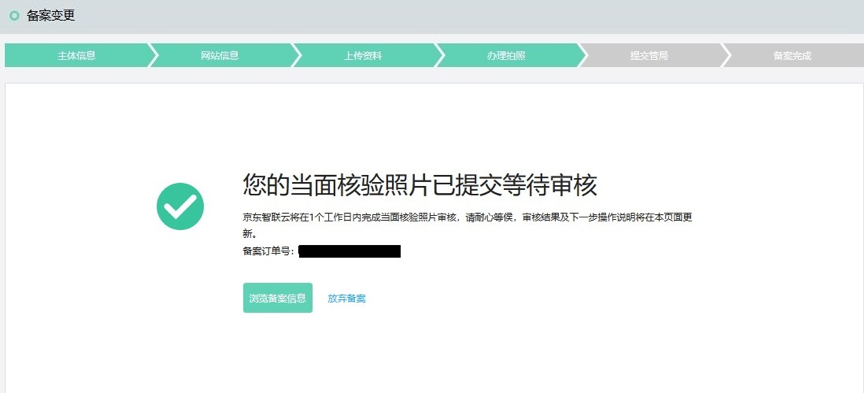 备案变更
主体信息
网站信息
上传资料
办理拍照
提交管局
备案完成
您的当面核验照片已提交等待审核
京东智联云将在1个工作日内完成当面核验照片审核，请耐心等侯，审核结果及下一步操作说明将在本页面更
新。
备案订单号：
浏览备案信息
放弃备案